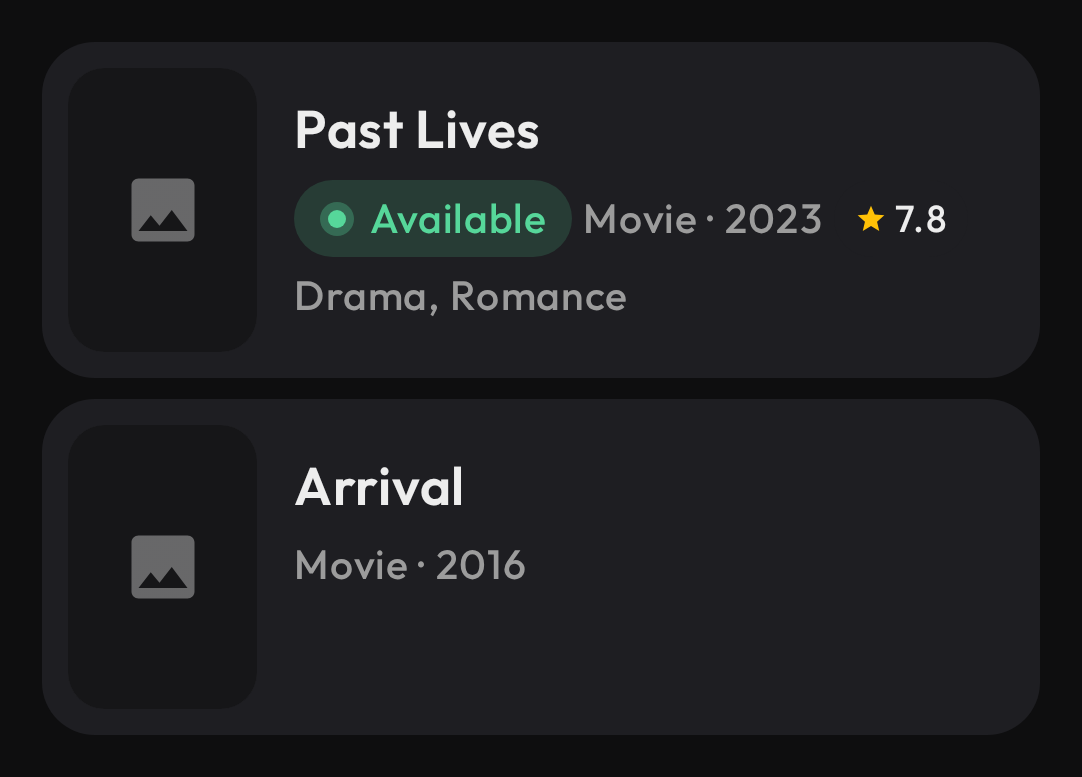 Past Lives
Available Movie · 2023 7.8
Drama, Romance
Arrival
Movie · 2016